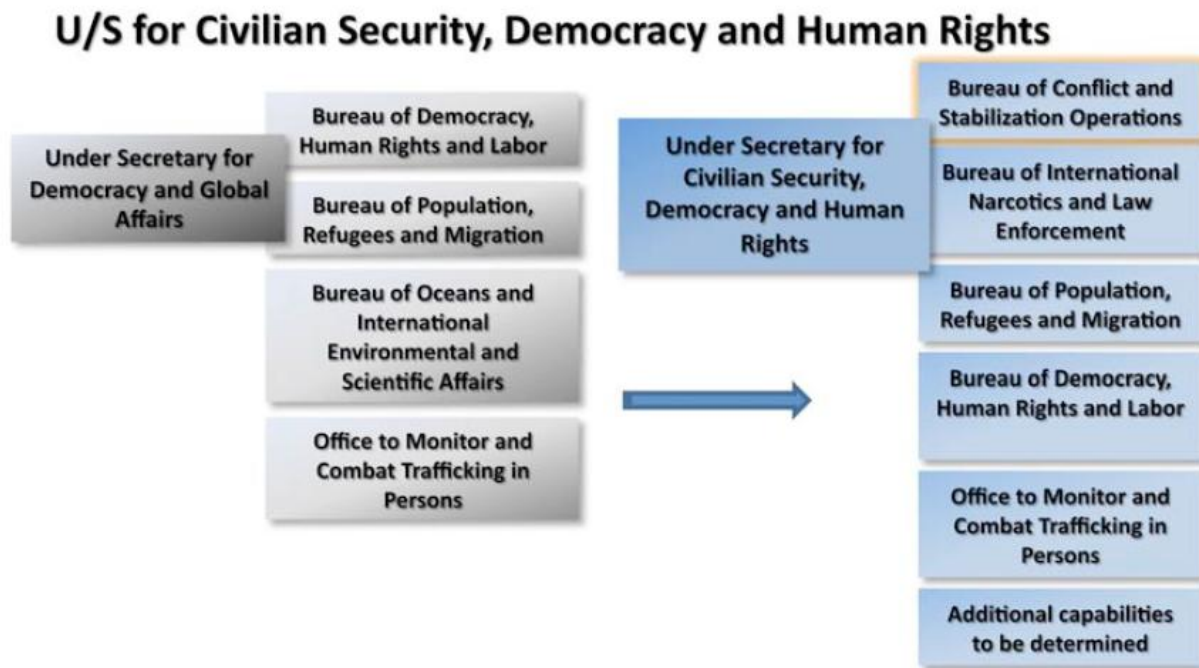 U/S for Civilian Security, Democracy and Human Rights
Under Secretary for
Democracy and Global
Affairs
Bureau of Democracy,
Human Rights and Labor
Bureau of Population,
Refugees and Migration
Bureau of Oceans and
International
Environmental and
Scientific Affairs
Office to Monitor and
Combat Trafficking in
Persons
Under Secretary for
Civilian Security,
Democracy and Human
Rights
Bureau of Conflict and
Stabilization Operations
Bureau of International
Narcotics and Law
Enforcement
Bureau of Population,
Refugees and Migration
Bureau of Democracy,
Human Rights and Labor
Office to Monitor and
Combat Trafficking in
Persons
Additional capabilities
to be determined